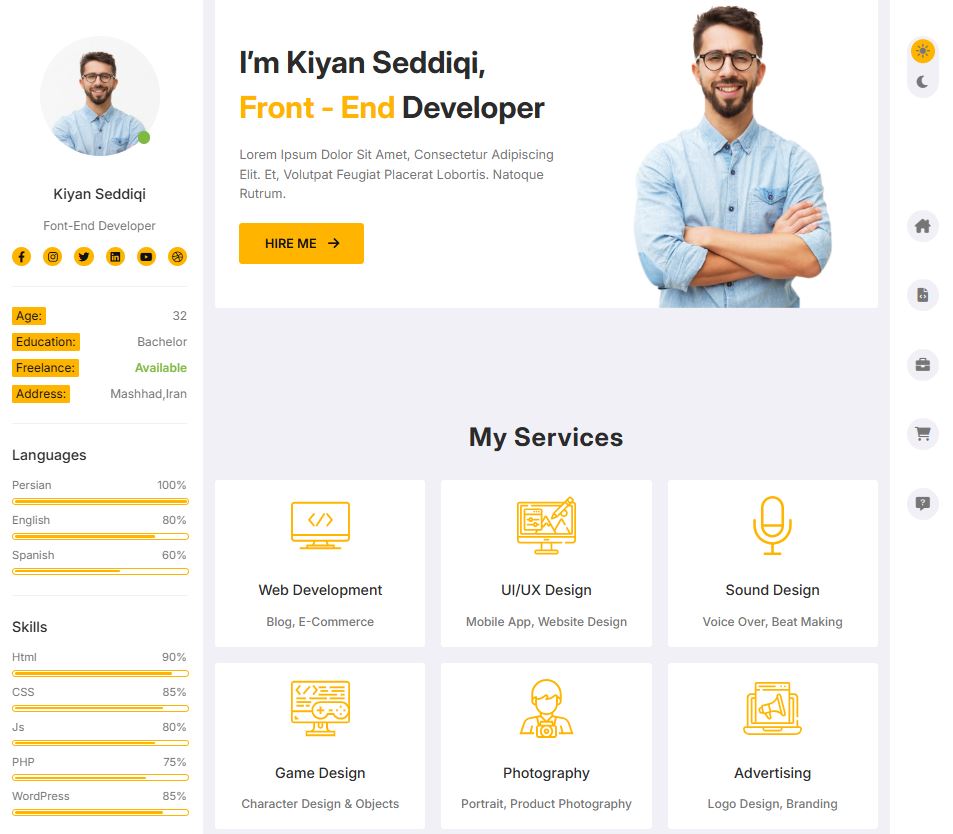 Kiyan Seddiqi
Font-End Developer
Age: 32
Education: Bachelor
Freelance: Available
Address: Mashhad,Iran
Languages
Persian 100%
English 80%
Spanish 60%
Skills
Html 90%
CSS 85%
Js 80%
PHP 75%
WordPress 85%
I'm Kiyan Seddiqi,
Front - End Developer
Lorem Ipsum Dolor Sit Amet, Consectetur Adipiscing
Elit. Et, Volutpat Feugiat Placerat Lobortis. Natoque
Rutrum.
HIRE ME
My Services
Web Development
Blog, E-Commerce
UI/UX Design
Mobile App, Website Design
Sound Design
Voice Over, Beat Making
Game Design
Character Design & Objects
Photography
Portrait, Product Photography
Advertising
Logo Design, Branding